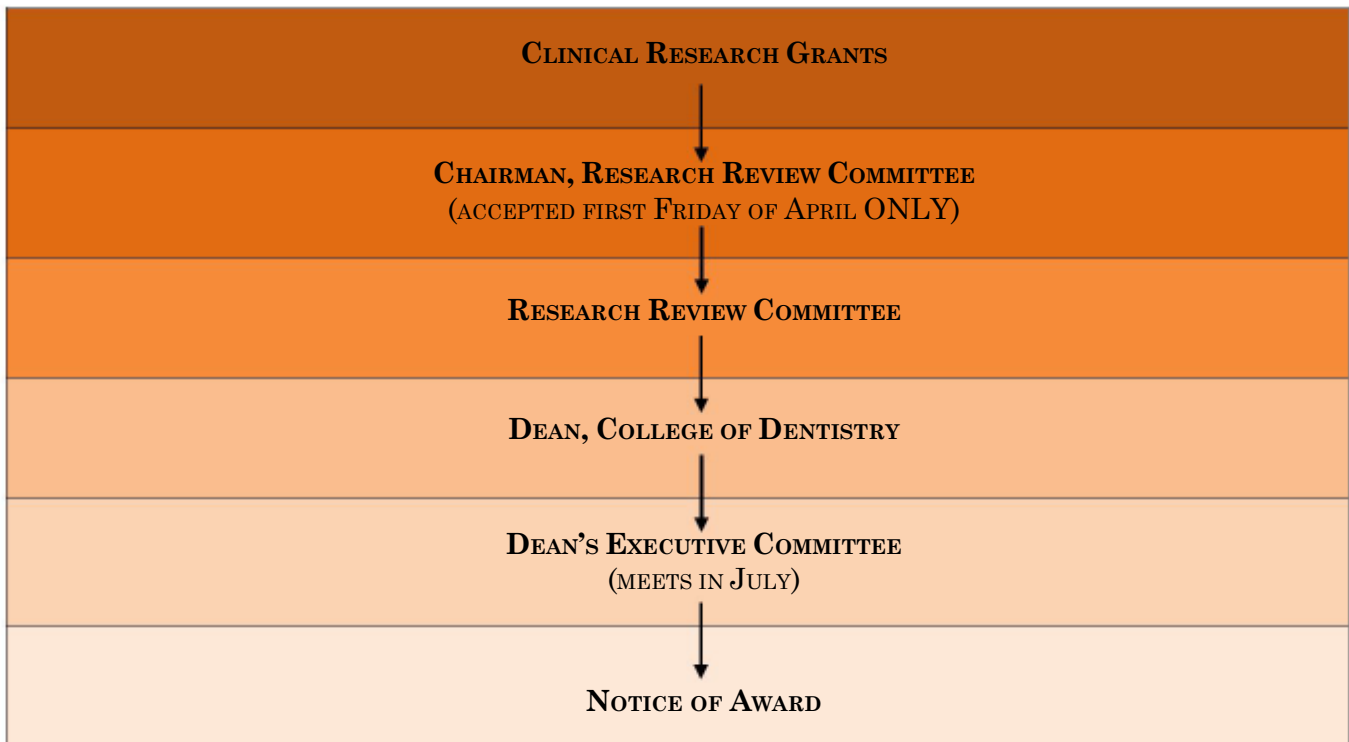 Clinical Research Grants
Chairman, Research Review Committee
(accepted first Friday of April ONLY)
Research Review Committee
Dean, College of Dentistry
Dean’s Executive Committee
(meets in July)
Notice of Award